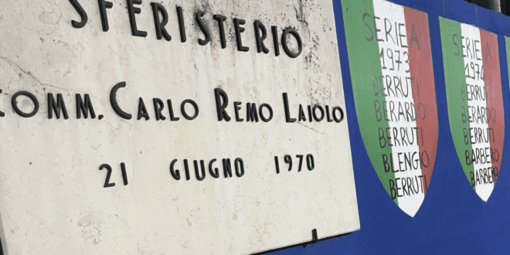 SFERISTERIO
COMM. CARLO REMO LAIOLO
21 GIUGNO 1970
SERIE A
1973
BERRUTI
BERARDO
BERRUTI
BLENGIO
BERRUTI
SERIE A
1974
BERRUTI
BERARDO
BERRUTI
BARBERO
BARBERO